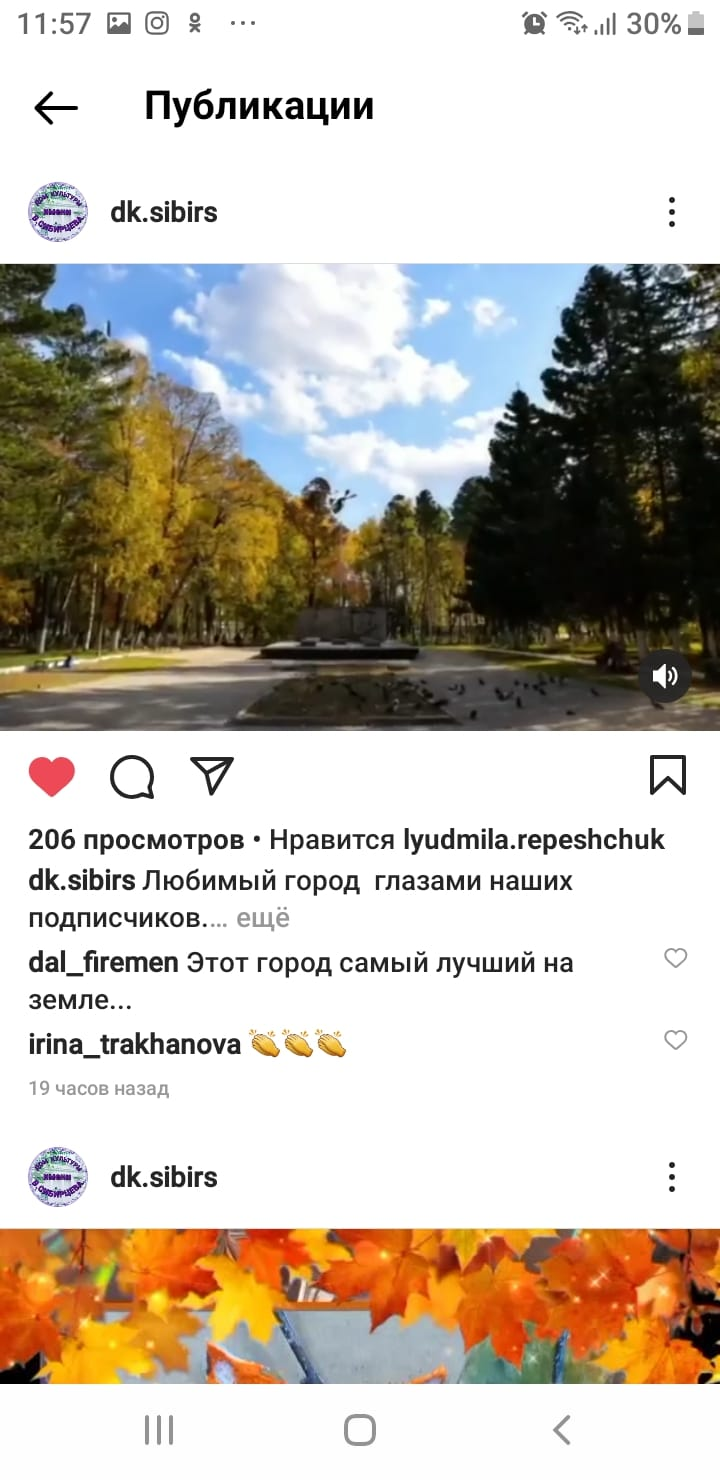 11:57 30%
Публикации
dk.sibirs
206 просмотров • Нравится lyudmila.repeshchuk
dk.sibirs Любимый город глазами наших
подписчиков.... ещё
dal_firemen Этот город самый лучший на
земле...
irina_trakhanova 👏👏👏
19 часов назад
dk.sibirs